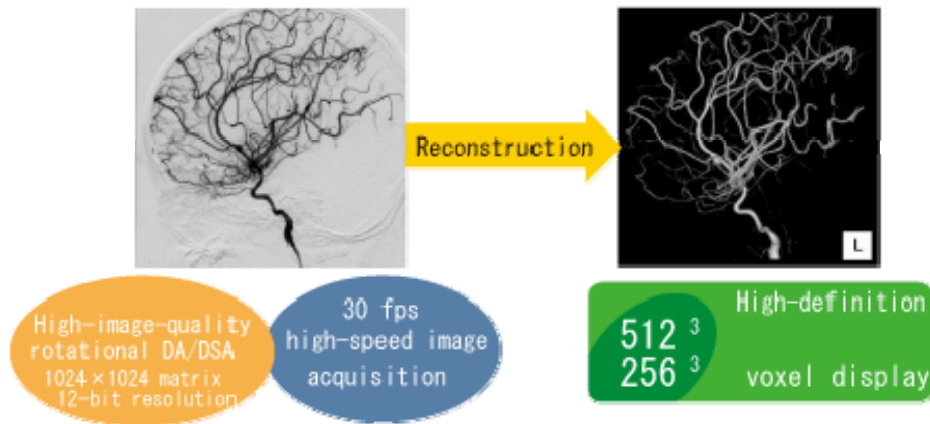 Reconstruction
L
High-image-quality
rotational DA/DSA
1024×1024 matrix
12-bit resolution
30 fps
high-speed image
acquisition
High-definition
512 3
256 3
voxel display